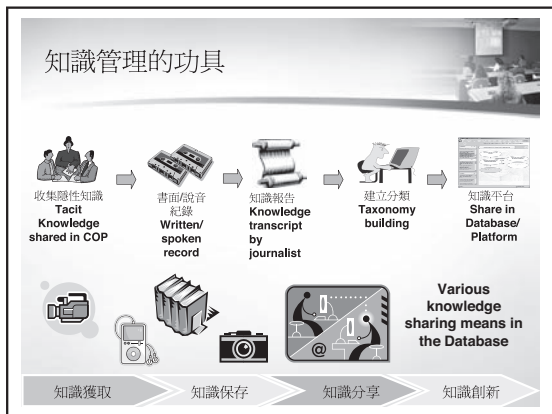 知識管理的功具
收集隱性知識
Tacit
Knowledge
shared in COP
書面/說音
紀錄
Written/
spoken
record
知識報告
Knowledge
transcript
by
journalist
建立分類
Taxonomy
building
知識平台
Share in
Database/
Platform
@
Various
knowledge
sharing means in
the Database
知識獲取
知識保存
知識分享
知識創新